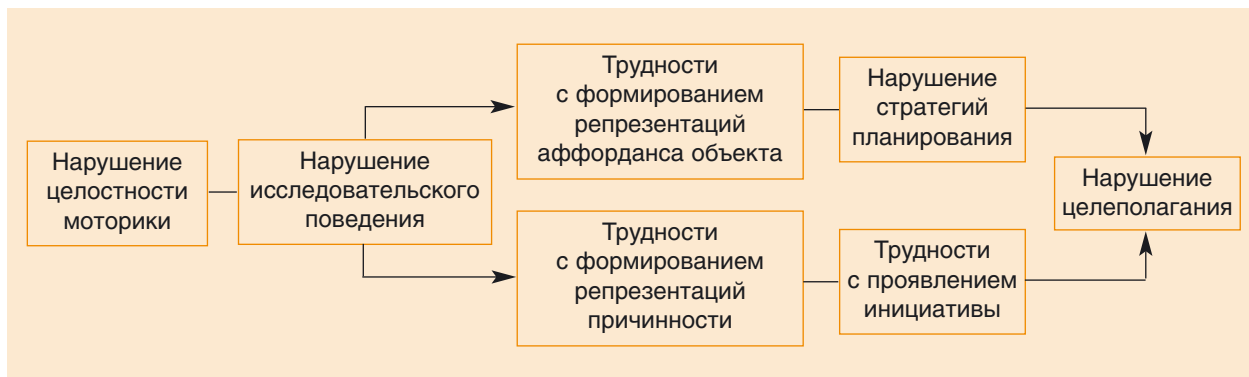 Нарушение
целостности
моторики
Нарушение
исследовательского
поведения
Трудности
с формированием
репрезентаций
аффорданса объекта
Нарушение
стратегий
планирования
Трудности
с формированием
репрезентаций
причинности
Трудности
с проявлением
инициативы
Нарушение
целеполагания